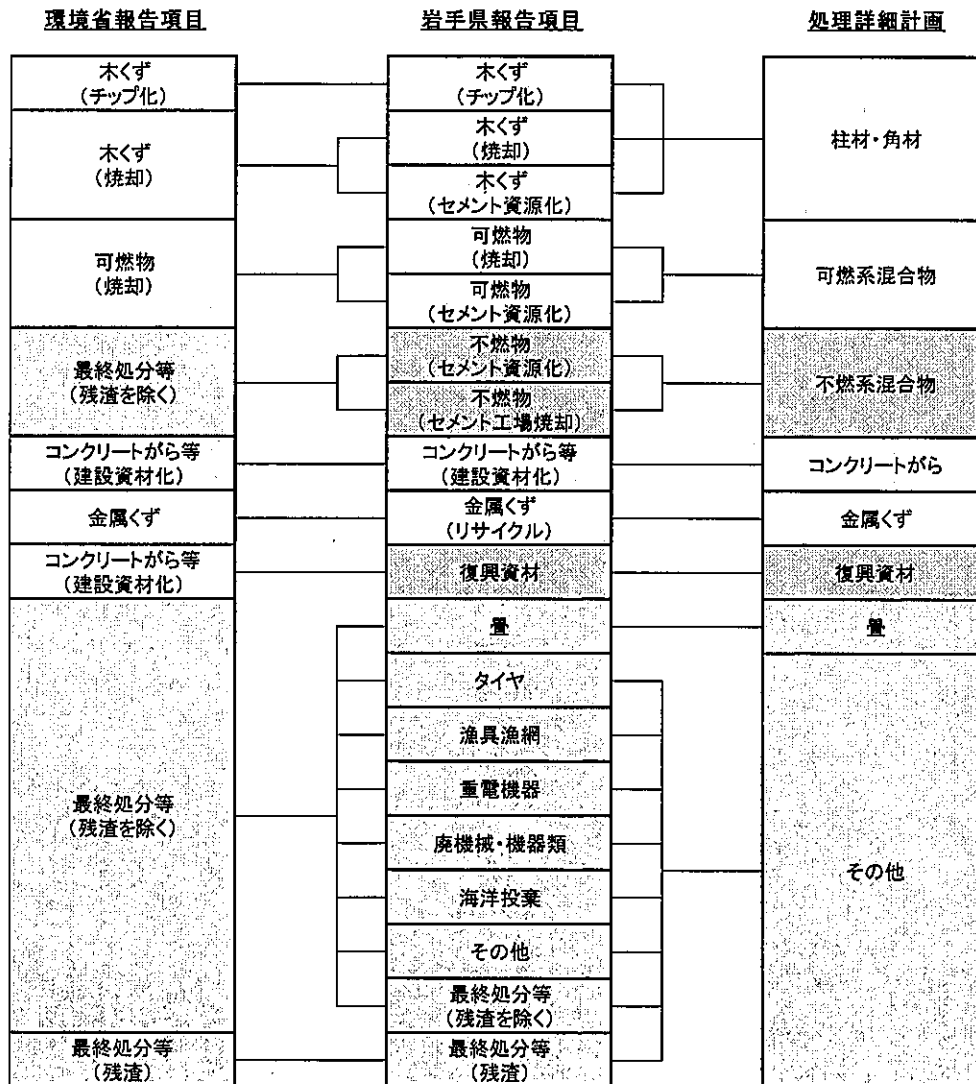 環境省報告項目
木くず
(チップ化)
木くず
(焼却)
可燃物
(焼却)
最終処分等
(残渣を除く)
コンクリートがら等
(建設資材化)
金属くず
コンクリートがら等
(建設資材化)
最終処分等
(残渣を除く)
最終処分等
(残渣)
岩手県報告項目
木くず
(チップ化)
木くず
(焼却)
木くず
(セメント資源化)
可燃物
(焼却)
可燃物
(セメント資源化)
不燃物
(セメント資源化)
不燃物
(セメント工場焼却)
コンクリートがら等
(建設資材化)
金属くず
(リサイクル)
復興資材
畳
タイヤ
漁具漁網
重電機器
廃機械・機器類
海洋投棄
その他
最終処分等
(残渣を除く)
最終処分等
(残渣)
処理詳細計画
柱材・角材
可燃系混合物
不燃系混合物
コンクリートがら
金属くず
復興資材
畳
その他